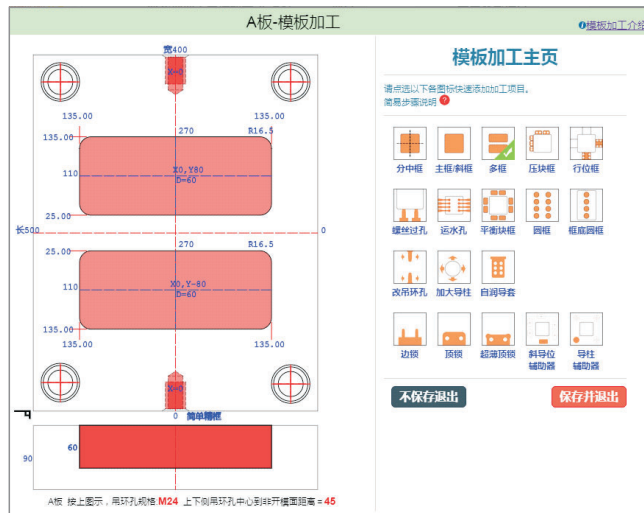 A板-模板加工
模板加工介绍
宽400
X=0
135.00
135.00
270
R16.5
135.00
110
X0,Y80
D=60
25.00
长500
0
25.00
270
R16.5
110
X0,Y-80
D=60
135.00
135.00
135.00
X=0
0
简单精框
60
90
A板 按上图示，吊环孔规格:M24 上下侧吊环孔中心到非开模面距离=45
模板加工主页
请点选以下各图标快速添加加工项目。
简易步骤说明 ?
分中框
主框/斜框
多框
压块框
行位框
螺丝过孔
运水孔
平衡块框
圆框
框底圆框
改吊环孔
加大导柱
自润导套
边锁
顶锁
超薄顶锁
斜导位
辅助器
导柱
辅助器
不保存退出
保存并退出